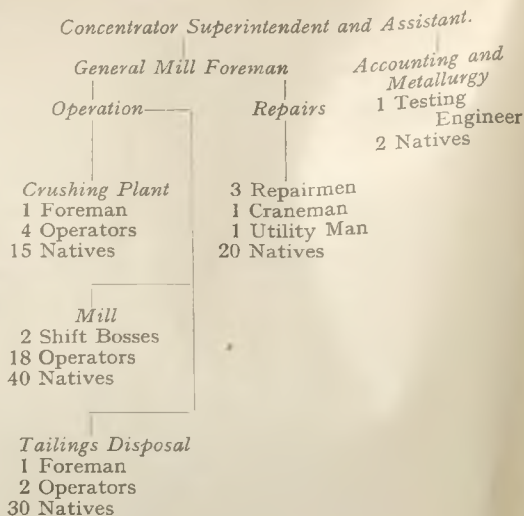 Concentrator Superintendent and Assistant.
General Mill Foreman
Operation
Crushing Plant
1 Foreman
4 Operators
15 Natives
Mill
2 Shift Bosses
18 Operators
40 Natives
Tailings Disposal
1 Foreman
2 Operators
30 Natives
Repairs
3 Repairmen
1 Craneman
1 Utility Man
20 Natives
Accounting and
Metallurgy
1 Testing
Engineer
2 Natives